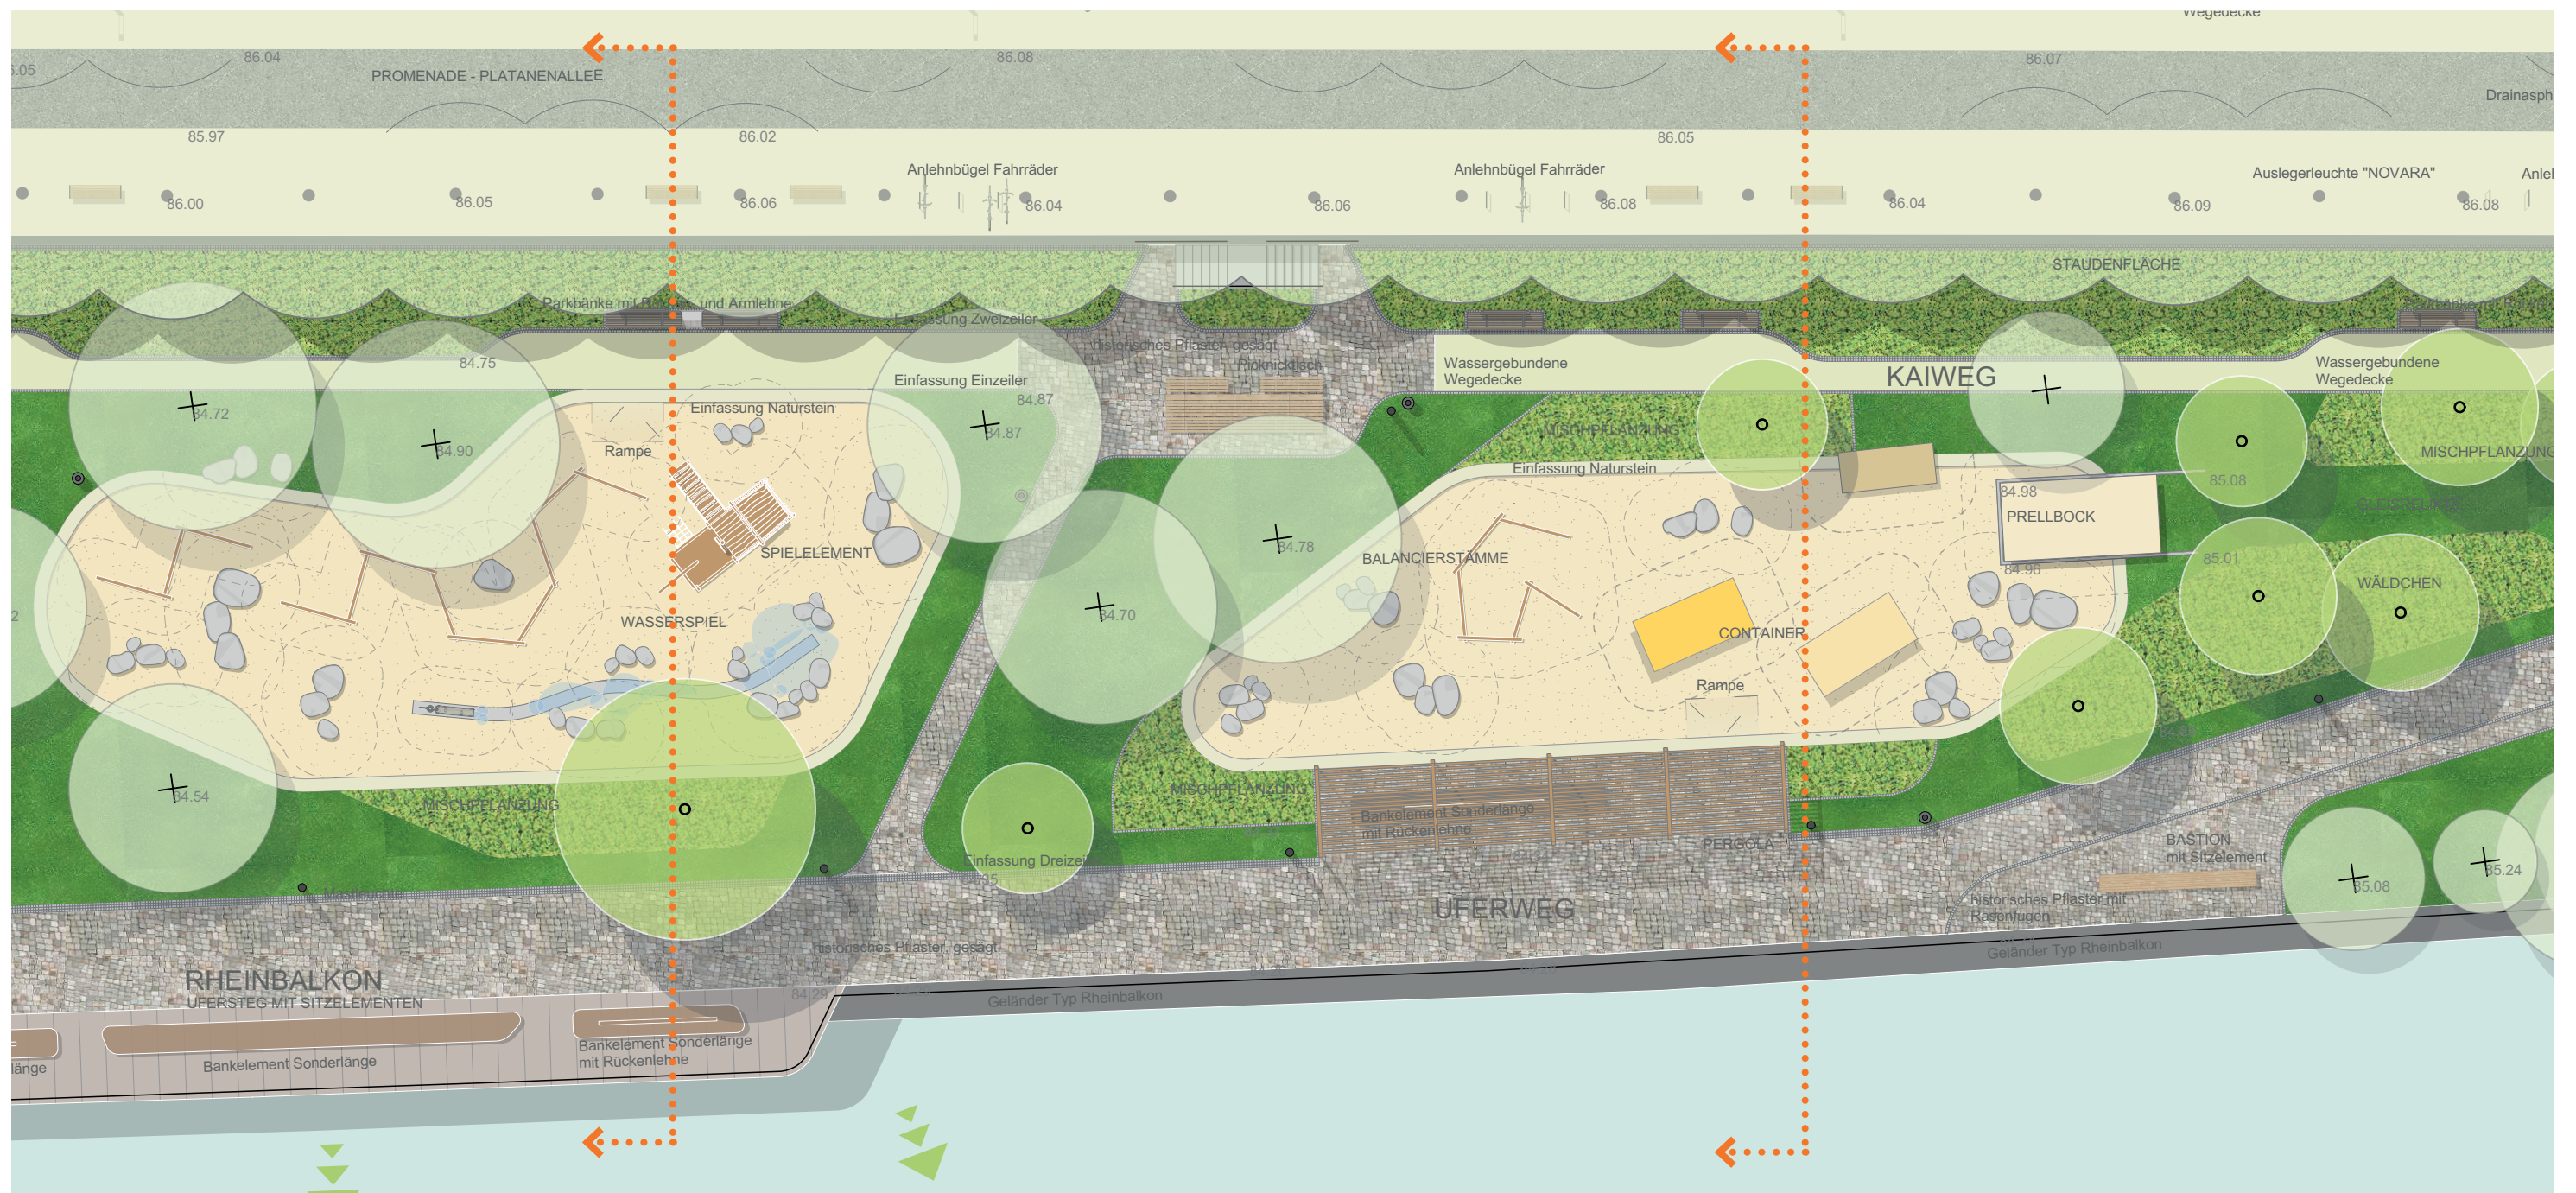 Wegedecke
86.04
86.08
86.07
PROMENADE - PLATANENALLEE
Drainasph
85.97
86.02
86.05
Anlehnbügel Fahrräder
Anlehnbügel Fahrräder
Auslegerleuchte "NOVARA"
86.00
86.05
86.06
86.04
86.06
86.08
86.04
86.09
86.08
STAUDENFLÄCHE
Einfassung Zweizeiler
Historisches Pflaster, gesägt
Picknicktisch
84.75
Wassergebundene
Wegedecke
KAIWEG
Wassergebundene
Wegedecke
Einfassung Einzeiler
84.87
84.72
Einfassung Naturstein
84.87
MISCHPFLANZUNG
84.90
Rampe
MISCHPFLANZUNG
Einfassung Naturstein
85.08
84.98
PRELLBOCK
84.78
SPIELELEMENT
BALANCIERSTÄMME
85.01
84.96
WÄLDCHEN
84.70
WASSERSPIEL
CONTAINER
Rampe
84.54
MISCHPFLANZUNG
MISCHPFLANZUNG
Bankelement Sonderlänge
mit Rückenlehne
PERGOLA
BASTION
mit Sitzelement
Einfassung Dreizei
85.08
85.24
Mastleuchte
historisches Pflaster mit
Rasenfugen
UFERWEG
Historisches Pflaster, gesägt
Geländer Typ Rheinbalkon
RHEINBALKON
UFERSTEG MIT SITZELEMENTEN
84.29
Geländer Typ Rheinbalkon
Bankelement Sonderlänge
mit Rückenlehne
Bankelement Sonderlänge
länge